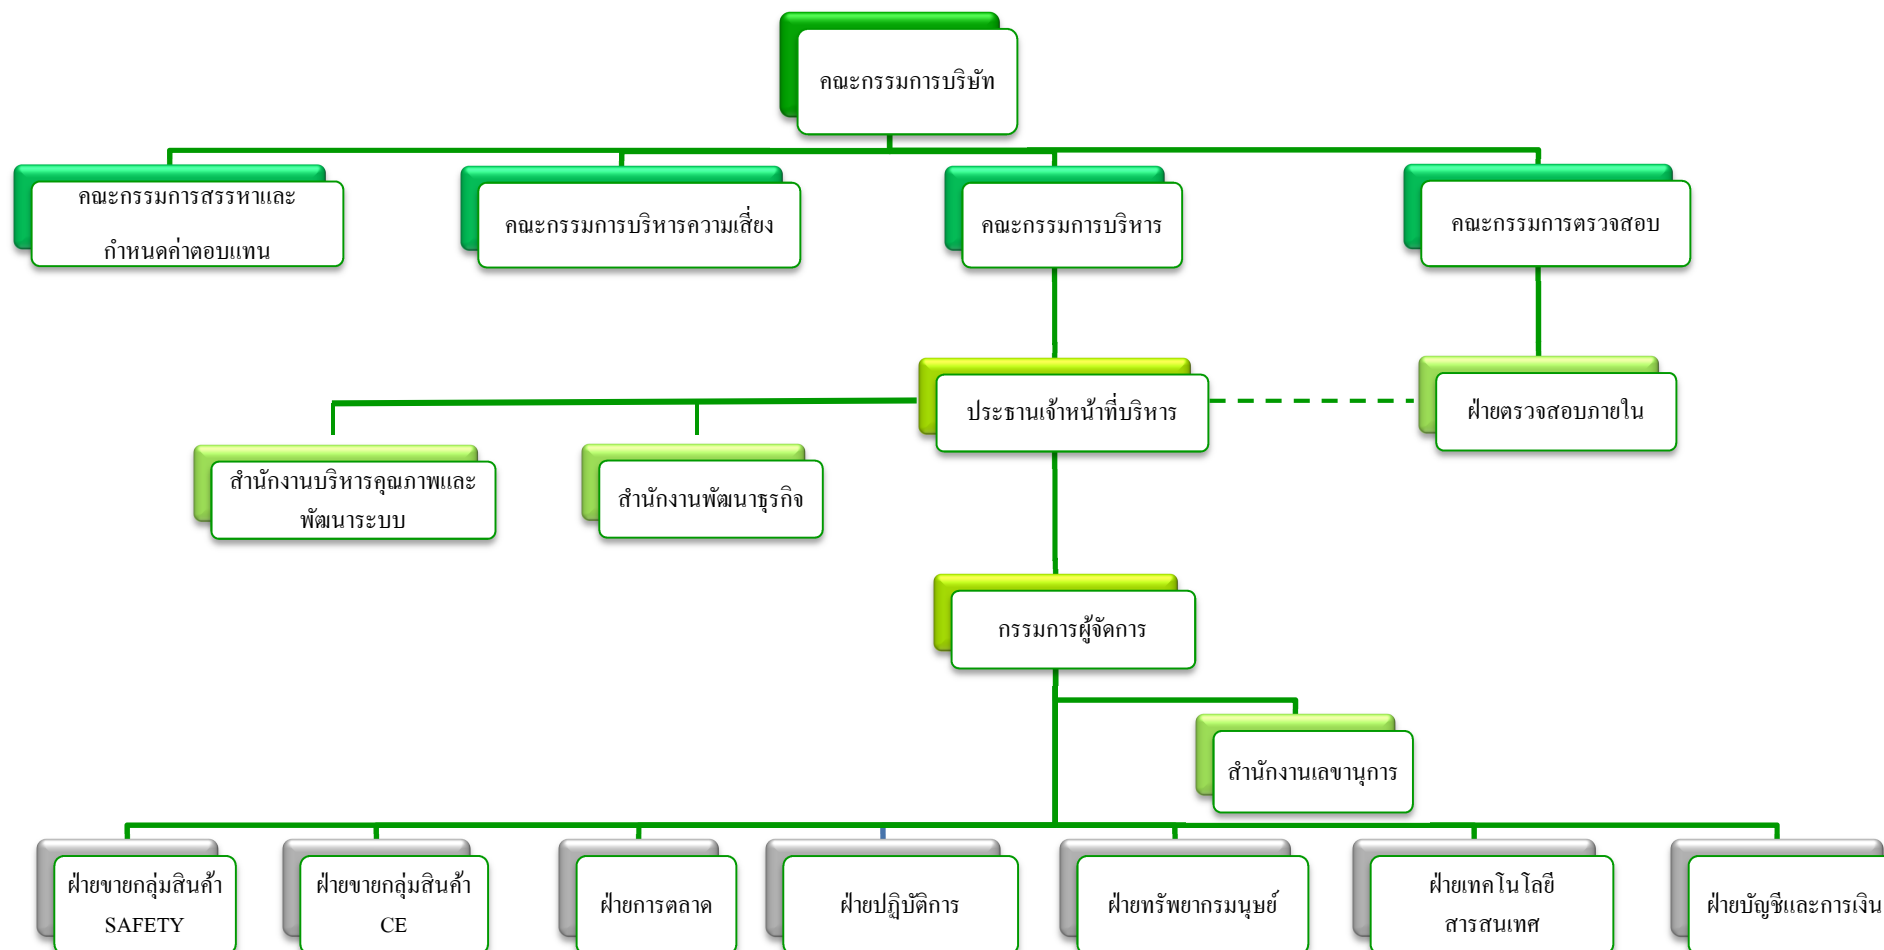 คณะกรรมการบริษัท
คณะกรรมการสรรหาและ
กำหนดค่าตอบแทน
คณะกรรมการบริหารความเสี่ยง
คณะกรรมการบริหาร
คณะกรรมการตรวจสอบ
ประธานเจ้าหน้าที่บริหาร
ฝ่ายตรวจสอบภายใน
สำนักงานบริหารคุณภาพและ
พัฒนาระบบ
สำนักงานพัฒนาธุรกิจ
กรรมการผู้จัดการ
สำนักงานเลขานุการ
ฝ่ายขายกลุ่มสินค้า
SAFETY
ฝ่ายขายกลุ่มสินค้า
CE
ฝ่ายการตลาด
ฝ่ายปฏิบัติการ
ฝ่ายทรัพยากรมนุษย์
ฝ่ายเทคโนโลยี
สารสนเทศ
ฝ่ายบัญชีและการเงิน